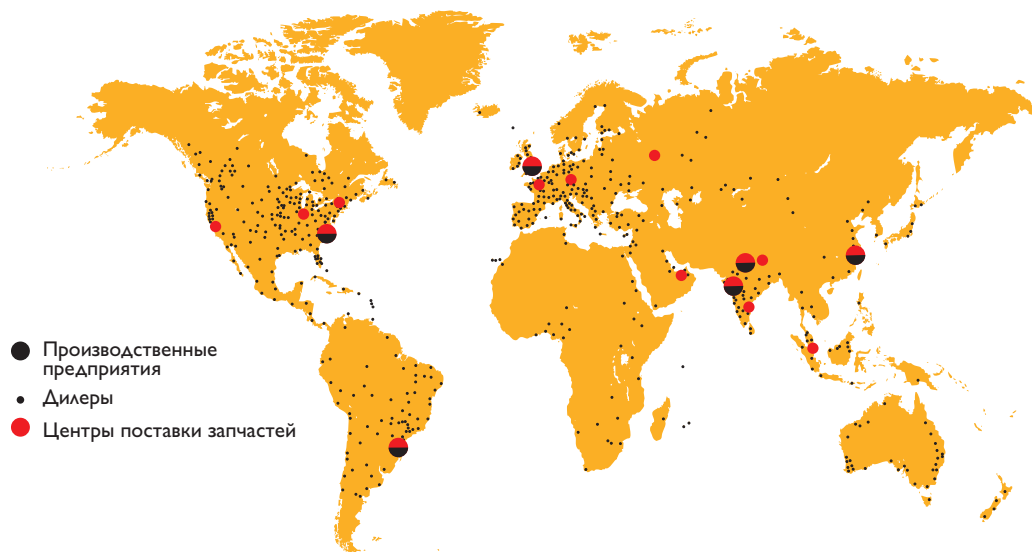 Производственные
предприятия
Дилеры
Центры поставки запчастей